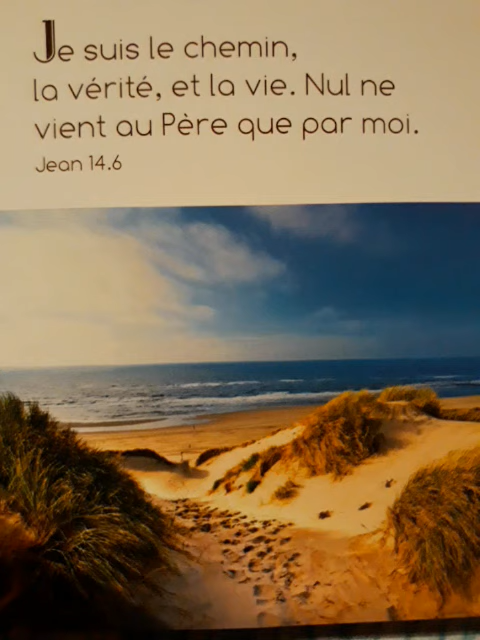 Je suis le chemin,
la vérité, et la vie. Nul ne
vient au Père que par moi.
Jean 14.6